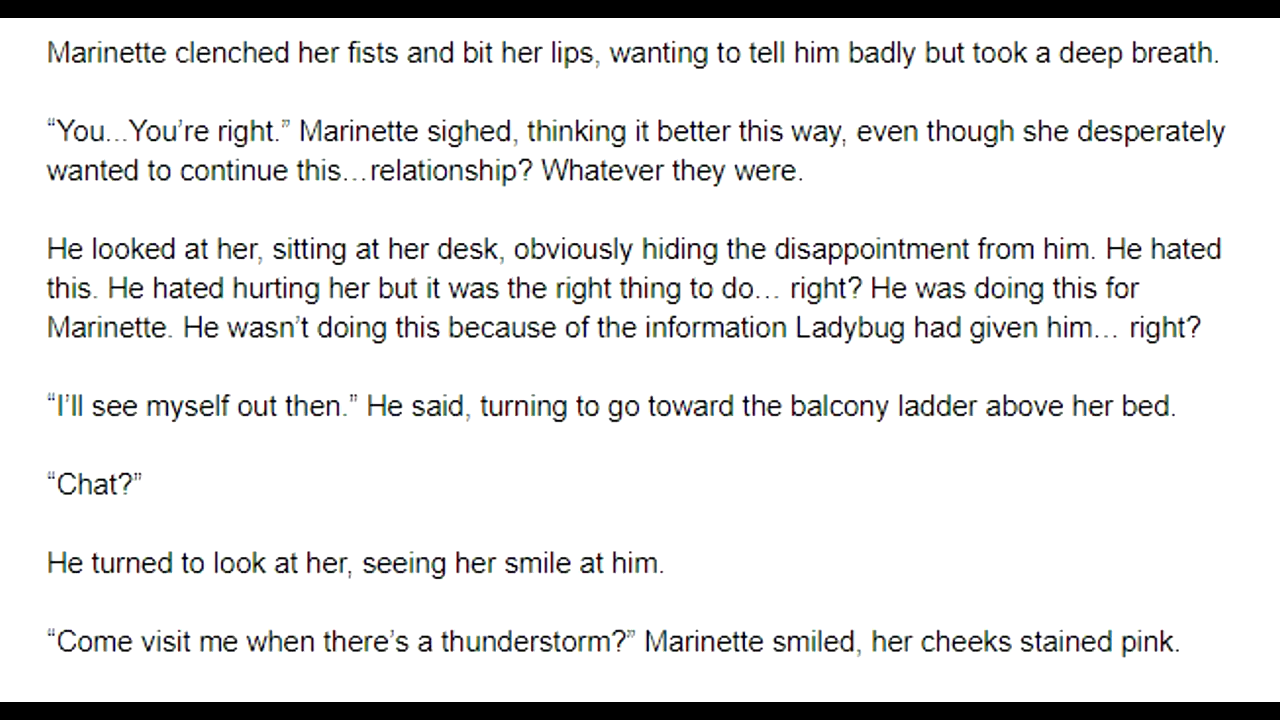 Marinette clenched her fists and bit her lips, wanting to tell him badly but took a deep breath.
“You…You’re right.” Marinette sighed, thinking it better this way, even though she desperately
wanted to continue this…relationship? Whatever they were.
He looked at her, sitting at her desk, obviously hiding the disappointment from him. He hated
this. He hated hurting her but it was the right thing to do… right? He was doing this for
Marinette. He wasn’t doing this because of the information Ladybug had given him… right?
“I’ll see myself out then.” He said, turning to go toward the balcony ladder above her bed.
“Chat?”
He turned to look at her, seeing her smile at him.
“Come visit me when there’s a thunderstorm?” Marinette smiled, her cheeks stained pink.